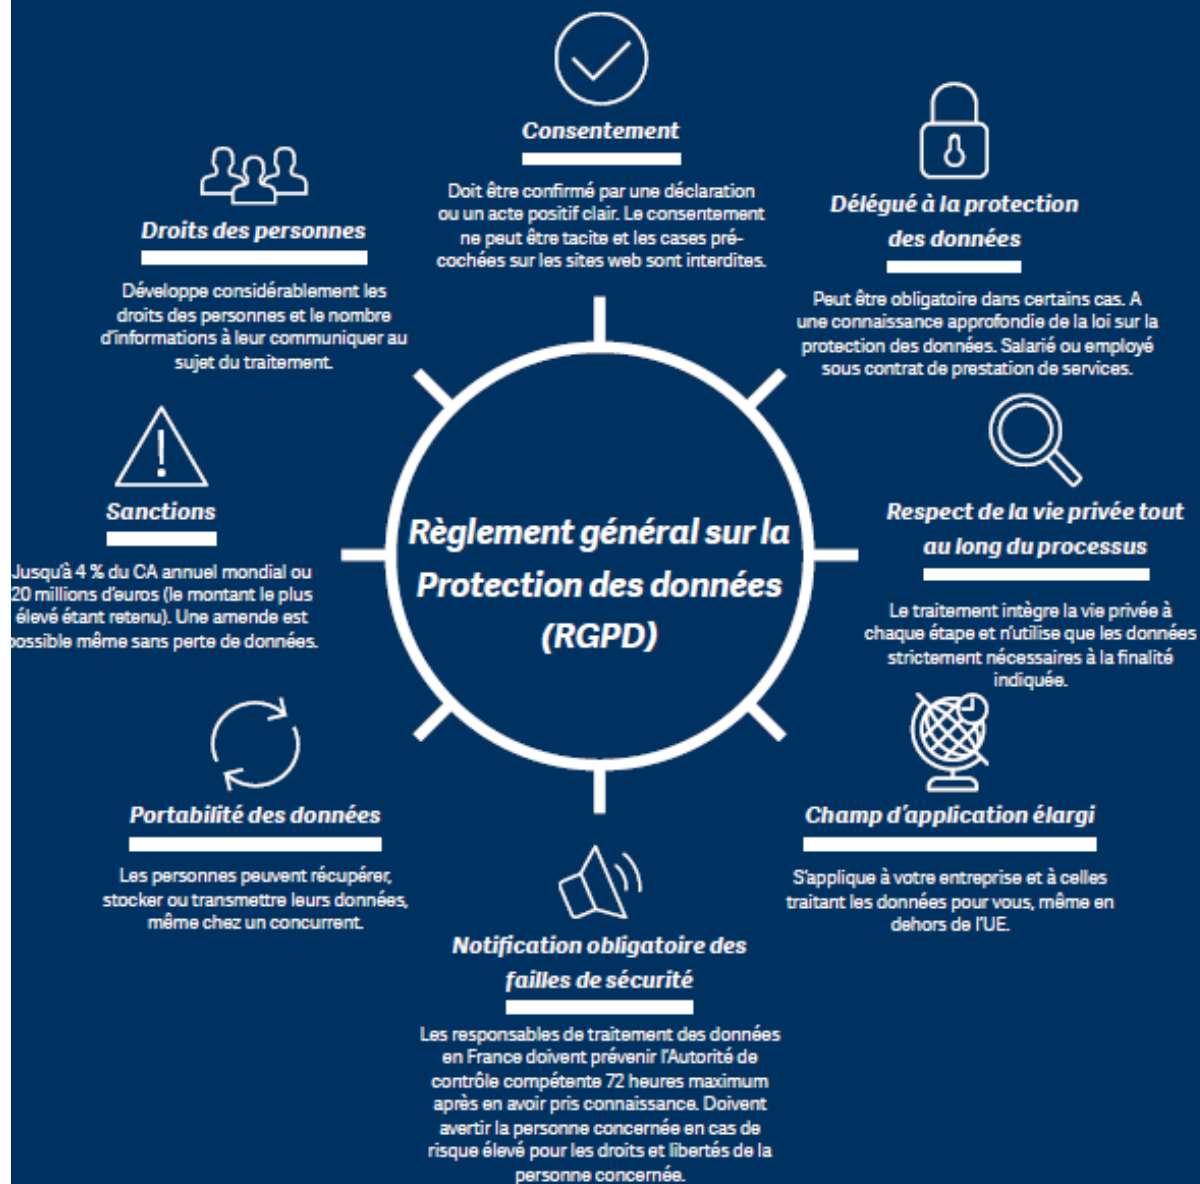 Consentement
Doit être confirmé par une déclaration
ou un acte positif clair. Le consentement
ne peut être tacite et les cases pré-
cochées sur les sites web sont interdites.
Délégué à la protection
des données
Peut être obligatoire dans certains cas. A
une connaissance approfondie de la loi sur la
protection des données. Salarié ou employé
sous contrat de prestation de services.
Respect de la vie privée tout
au long du processus
Le traitement intègre la vie privée à
chaque étape et n'utilise que les données
strictement nécessaires à la finalité
indiquée.
Champ d'application élargi
S'applique à votre entreprise et à celles
traitant les données pour vous, même en
dehors de l'UE.
Notification obligatoire des
failles de sécurité
Les responsables de traitement des données
en France doivent prévenir l'Autorité de
contrôle compétente 72 heures maximum
après en avoir pris connaissance. Doivent
avertir la personne concernée en cas de
risque élevé pour les droits et libertés de la
personne concernée.
Portabilité des données
Les personnes peuvent récupérer,
stocker ou transmettre leurs données,
même chez un concurrent.
Sanctions
Jusqu'à 4 % du CA annuel mondial ou
20 millions d'euros (le montant le plus
élevé étant retenu). Une amende est
possible même sans perte de données.
Droits des personnes
Développe considérablement les
droits des personnes et le nombre
d'informations à leur communiquer au
sujet du traitement.
Règlement général sur la
Protection des données
(RGPD)